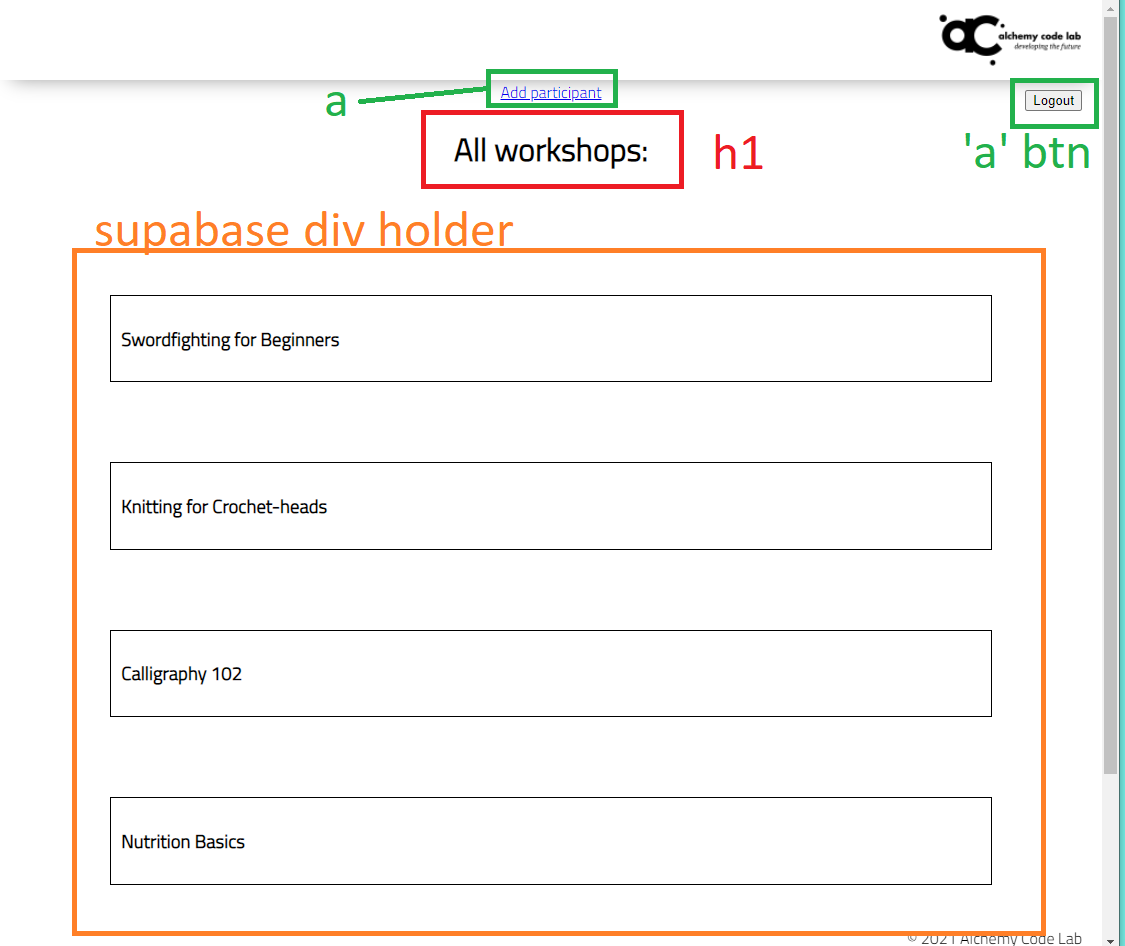 alchemy code lab
developing the future
a
Add participant
Logout
All workshops:
h1
'a' btn
supabase div holder
Swordfighting for Beginners
Knitting for Crochet-heads
Calligraphy 102
Nutrition Basics
© 2021 Alchemy Code Lab